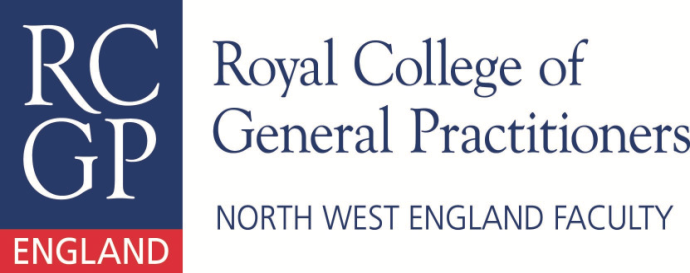 RC
GP
ENGLAND
Royal College of
General Practitioners
NORTH WEST ENGLAND FACULTY